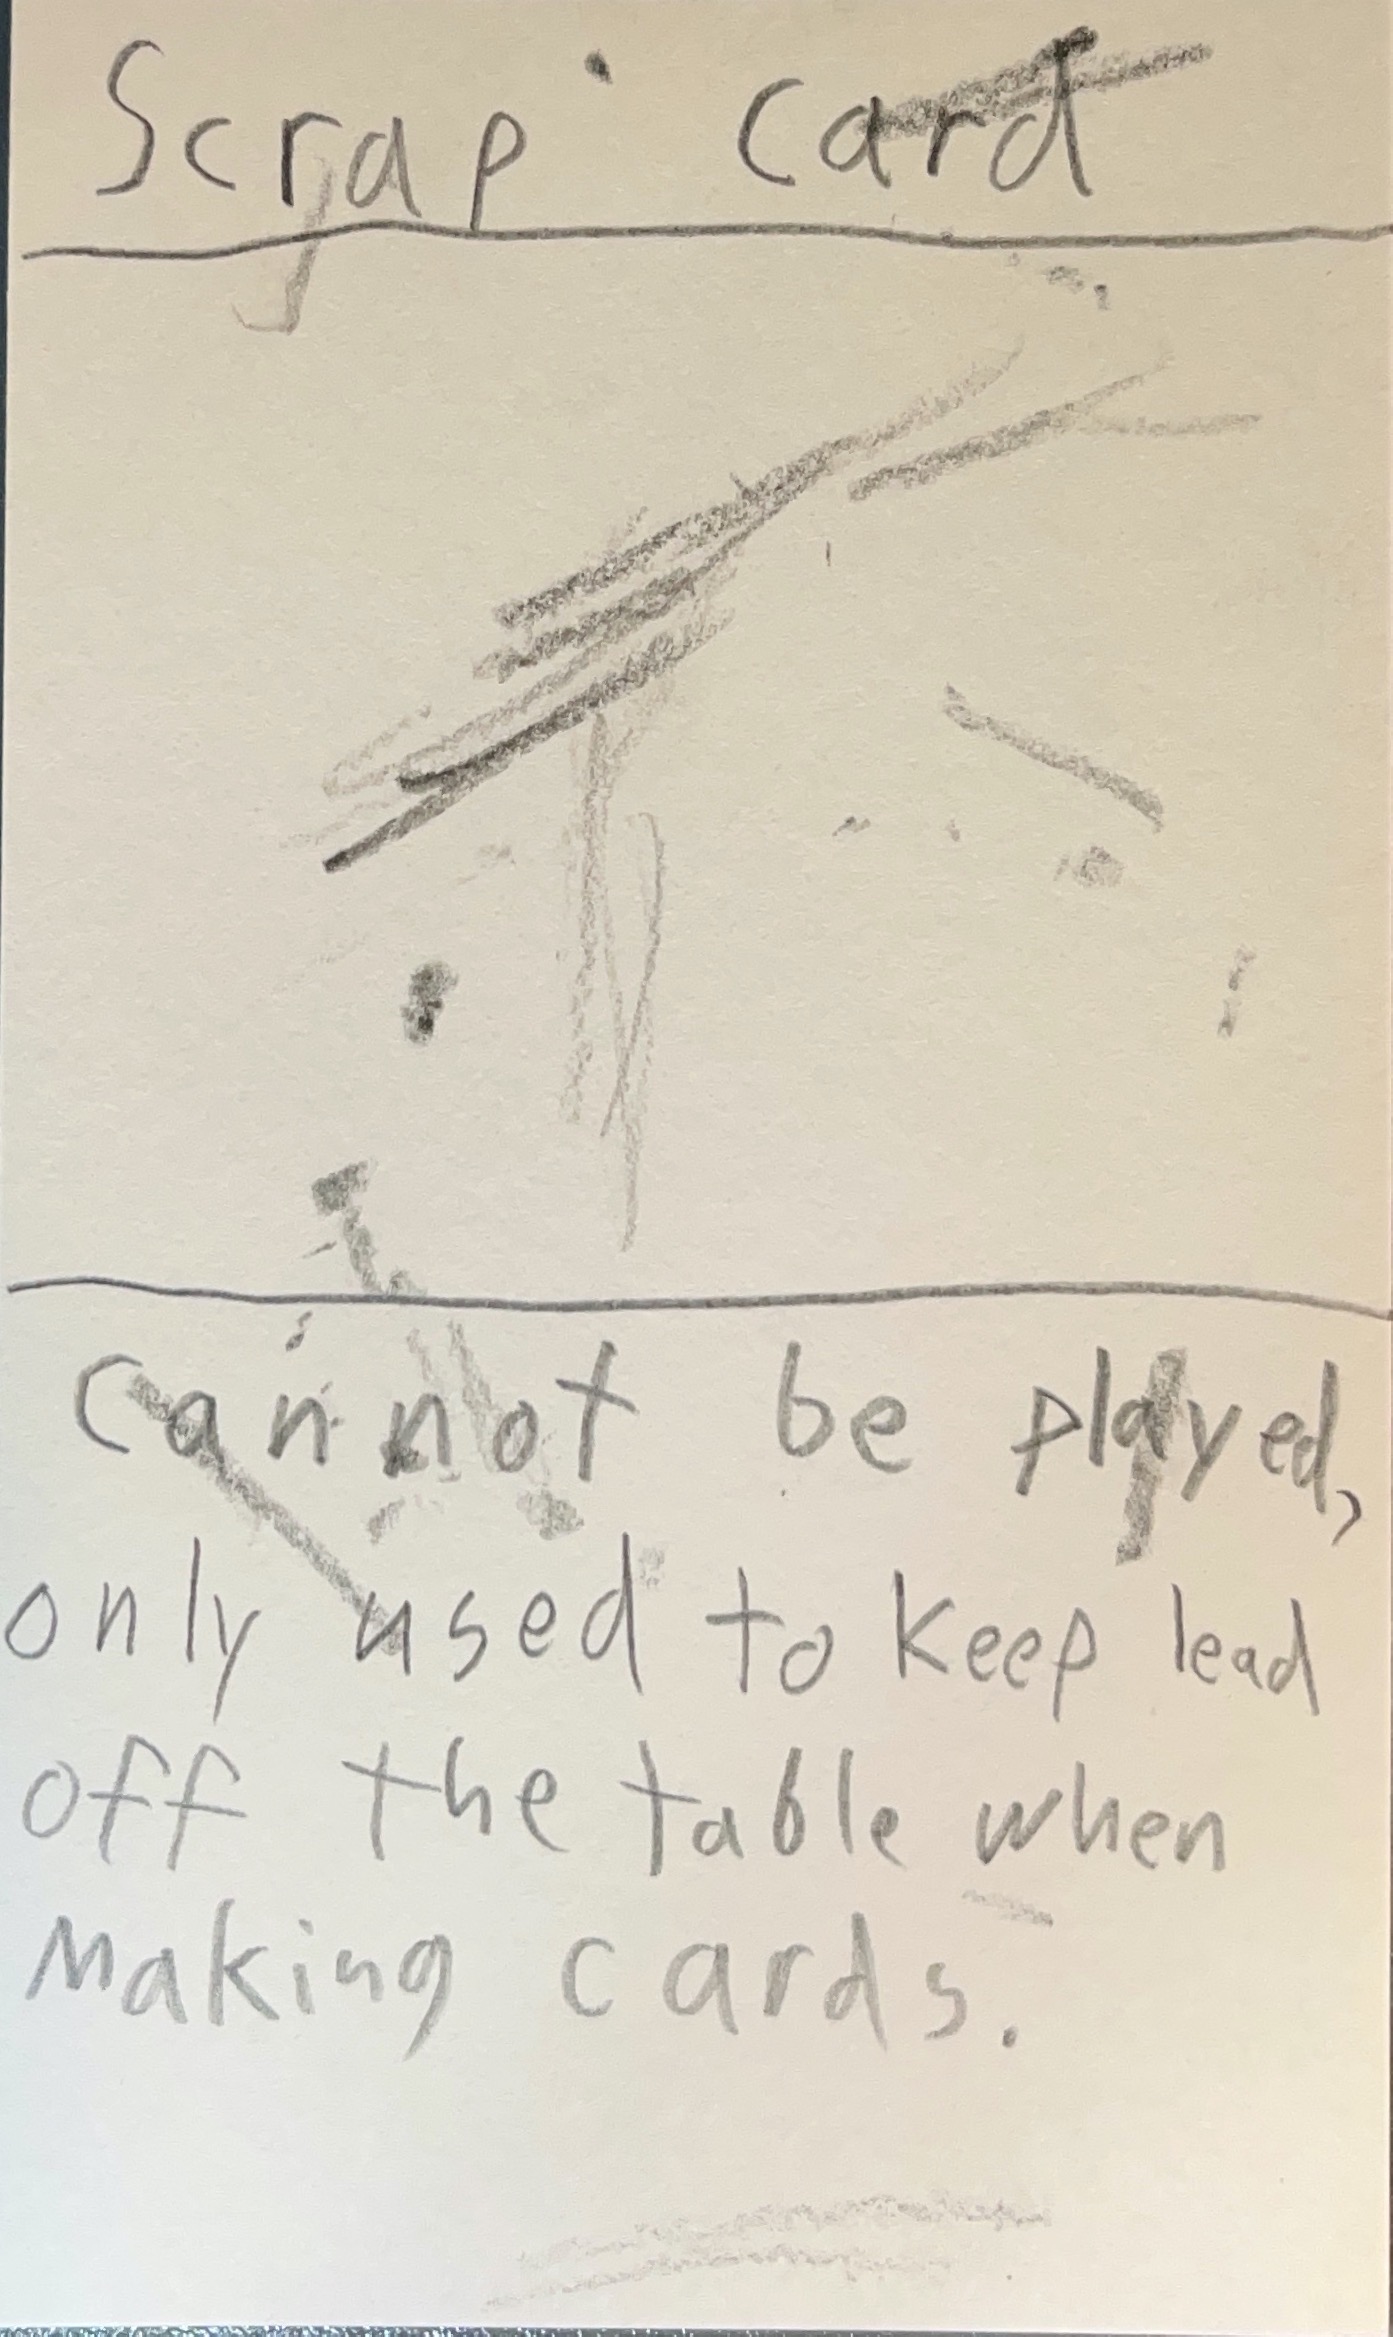 Scrap card
cannot be played,
only used to keep lead
off the table when
making cards.